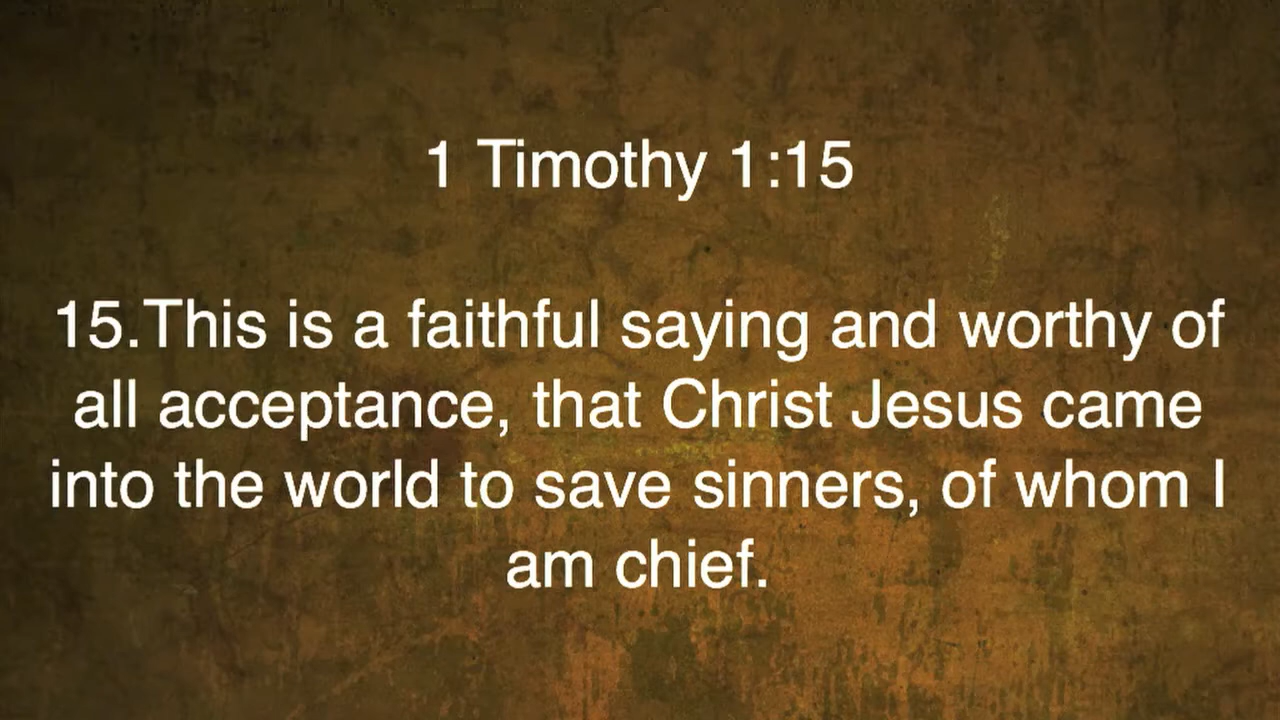 1 Timothy 1:15
15.This is a faithful saying and worthy of
all acceptance, that Christ Jesus came
into the world to save sinners, of whom I
am chief.